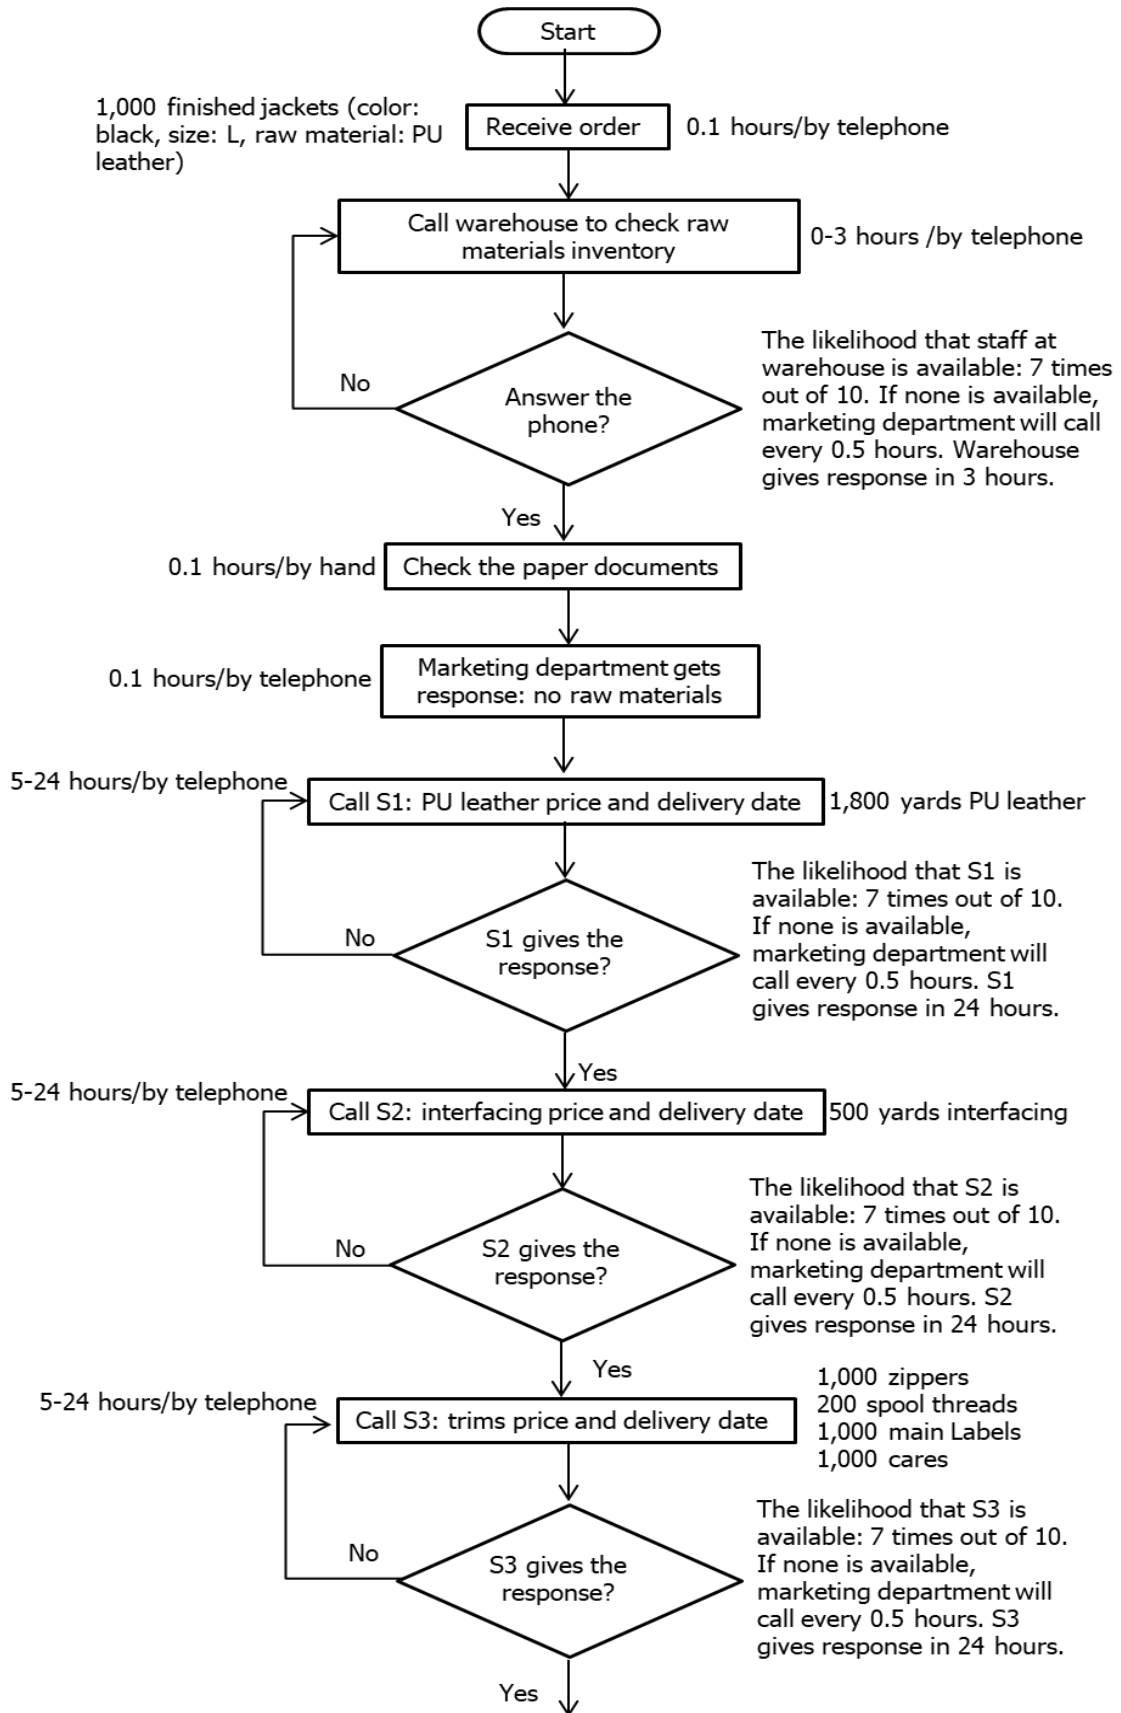 Start
1,000 finished jackets (color:
black, size: L, raw material: PU
leather)
Receive order
0.1 hours/by telephone
Call warehouse to check raw
materials inventory
0-3 hours /by telephone
The likelihood that staff at
warehouse is available: 7 times
out of 10. If none is available,
marketing department will call
every 0.5 hours. Warehouse
gives response in 3 hours.
No
Answer the
phone?
Yes
0.1 hours/by hand
Check the paper documents
0.1 hours/by telephone
Marketing department gets
response: no raw materials
5-24 hours/by telephone
Call S1: PU leather price and delivery date
1,800 yards PU leather
The likelihood that S1 is
available: 7 times out of 10.
If none is available,
marketing department will
call every 0.5 hours. S1
gives response in 24 hours.
No
S1 gives the
response?
Yes
5-24 hours/by telephone
Call S2: interfacing price and delivery date
500 yards interfacing
The likelihood that S2 is
available: 7 times out of 10.
If none is available,
marketing department will
call every 0.5 hours. S2
gives response in 24 hours.
No
S2 gives the
response?
Yes
5-24 hours/by telephone
Call S3: trims price and delivery date
1,000 zippers
200 spool threads
1,000 main Labels
1,000 cares
The likelihood that S3 is
available: 7 times out of 10.
If none is available,
marketing department will
call every 0.5 hours. S3
gives response in 24 hours.
No
S3 gives the
response?
Yes